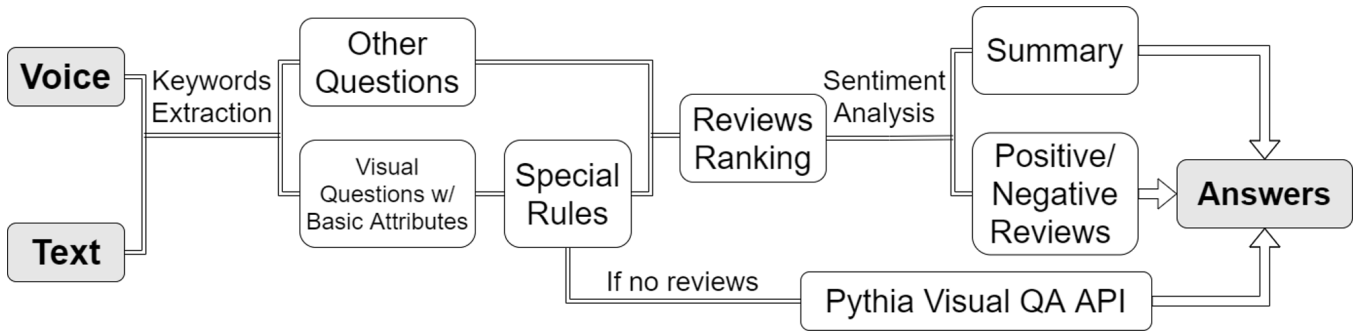 Voice
Text
Keywords
Extraction
Other
Questions
Visual
Questions w/
Basic Attributes
Special
Rules
If no reviews
Reviews
Ranking
Sentiment
Analysis
Summary
Positive/
Negative
Reviews
Pythia Visual QA API
Answers